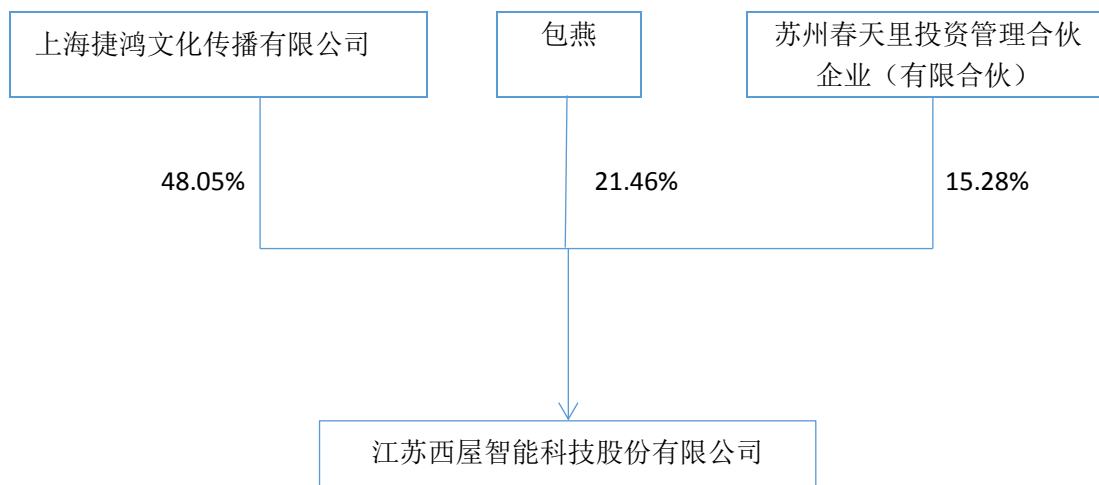 上海捷鸿文化传播有限公司
包燕
苏州春天里投资管理合伙
企业（有限合伙）
48.05%
21.46%
15.28%
江苏西屋智能科技股份有限公司